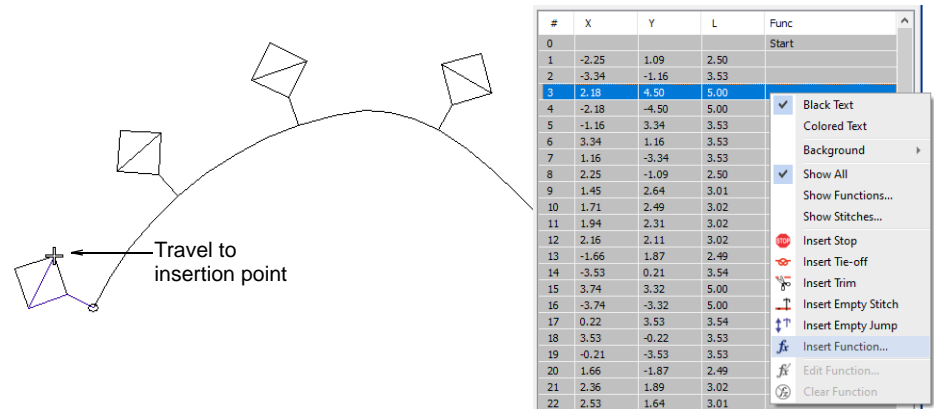 Travel to
insertion point
# X Y L Func
0 Start
1 -2.25 1.09 2.50
2 -3.34 -1.16 3.53
3 2.18 4.50 5.00
4 -2.18 -4.50 5.00
5 -1.16 3.34 3.53
6 3.34 1.16 3.53
7 1.16 -3.34 3.53
8 2.25 -1.09 2.50
9 1.45 2.64 3.01
10 1.71 2.49 3.02
11 1.94 2.31 3.02
12 2.16 2.11 3.02
13 -1.66 1.87 2.49
14 -3.53 0.21 3.54
15 3.74 3.32 5.00
16 -3.74 -3.32 5.00
17 0.22 3.53 3.54
18 3.53 -0.22 3.53
19 -0.21 -3.53 3.53
20 1.66 -1.87 2.49
21 2.36 1.89 3.02
22 2.53 1.64 3.01
Black Text
Colored Text
Background
Show All
Show Functions...
Show Stitches...
STOP Insert Stop
Insert Tie-off
Insert Trim
Insert Empty Stitch
Insert Empty Jump
fx Insert Function...
fx Edit Function...
fx Clear Function